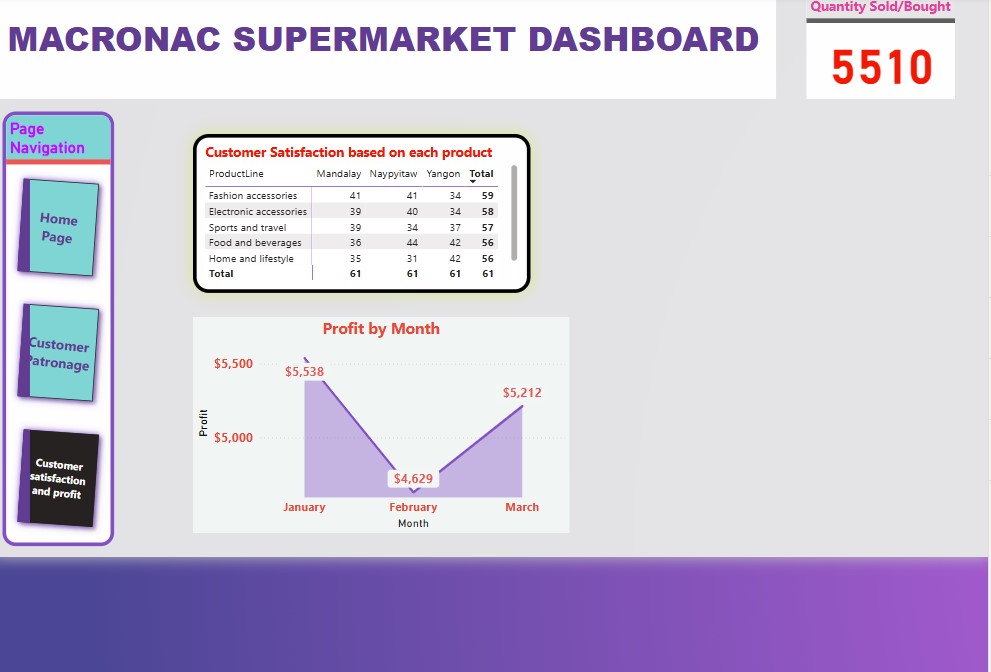 MACRONAC SUPERMARKET DASHBOARD
Quantity Sold/Bought
5510
Page
Navigation
Home
Page
Customer
Patronage
Customer
satisfaction
and profit
Customer Satisfaction based on each product
ProductLine Mandalay Naypyitaw Yangon Total
Fashion accessories 41 41 34 59
Electronic accessories 39 40 34 58
Sports and travel 39 34 37 57
Food and beverages 36 44 42 56
Home and lifestyle 35 31 42 56
Total 61 61 61 61
Profit by Month
$5,500
$5,538
$5,212
Profit
$5,000
$4,629
January February March
Month